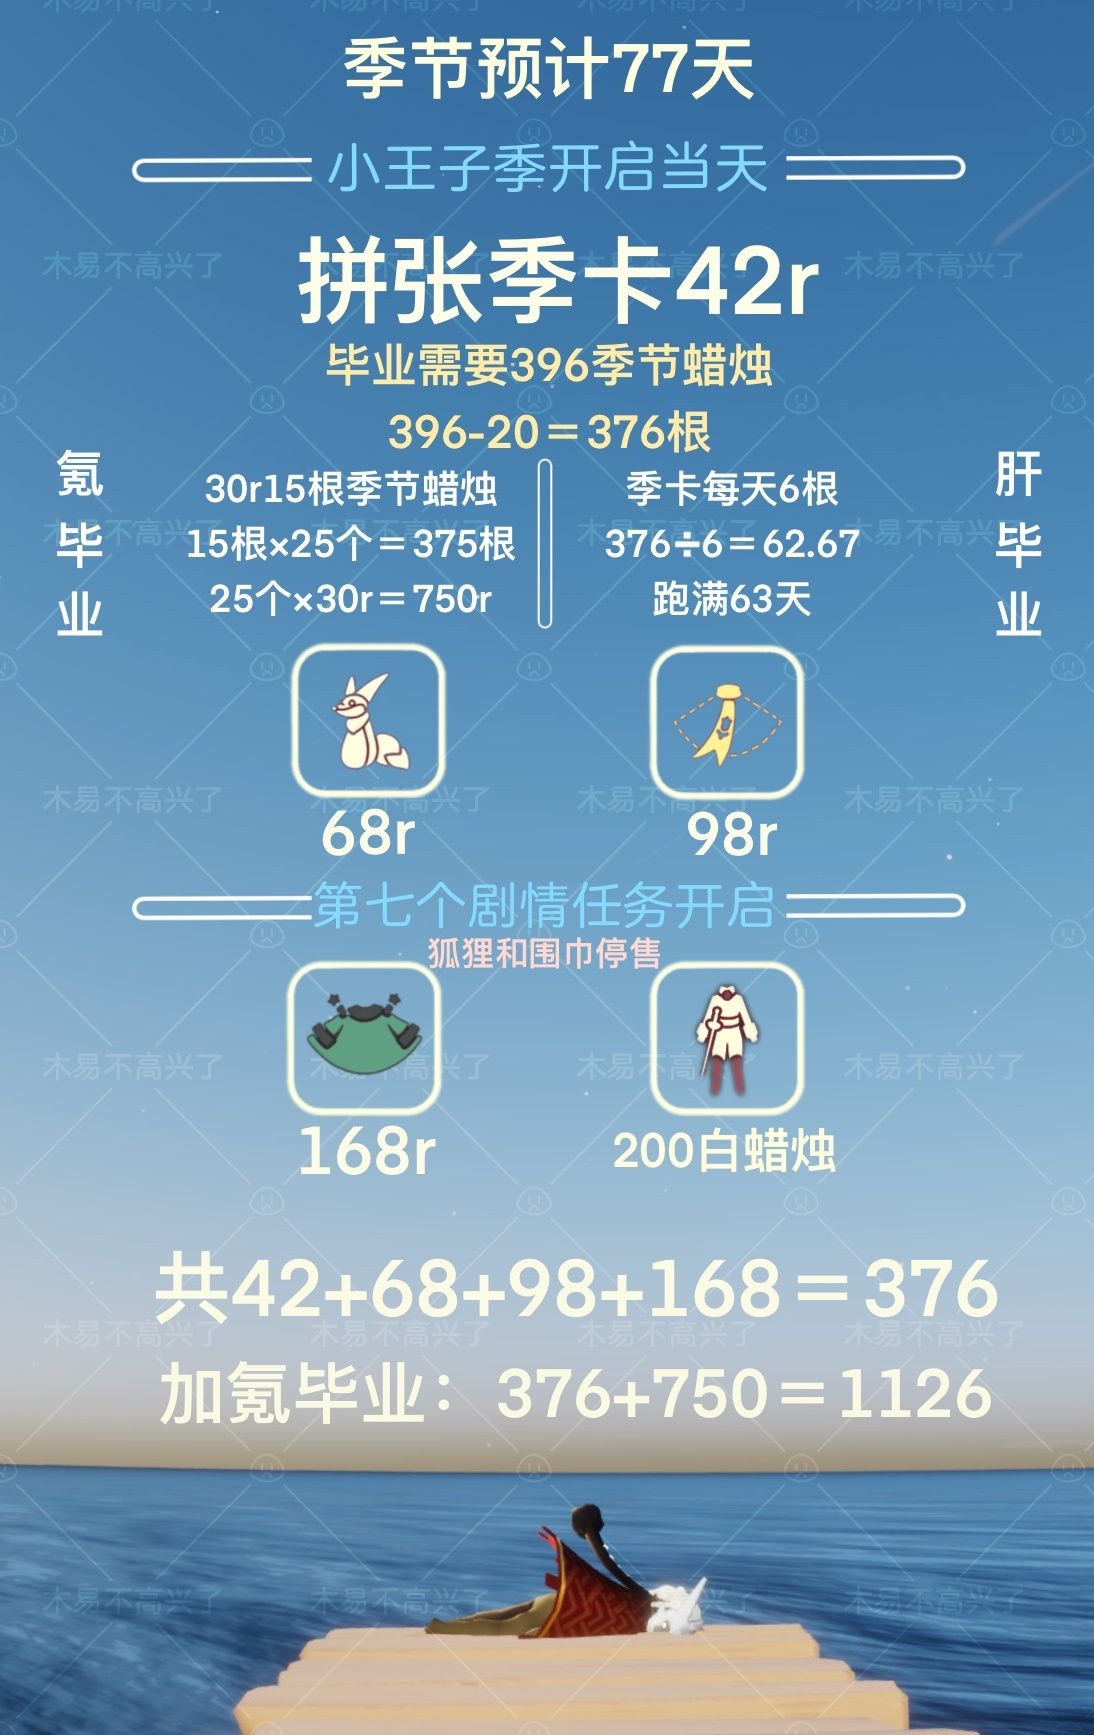 季节预计77天
小王子季开启当天
拼张季卡42r
毕业需要396季节蜡烛
396-20=376根
氪毕业
30r15根季节蜡烛
15根×25个=375根
25个×30r=750r
季卡每天6根
376÷6=62.67
跑满63天
肝毕业
68r
98r
第七个剧情任务开启
狐狸和围巾停售
168r
200白蜡烛
共42+68+98+168=376
加氪毕业：376+750=1126
木易不高兴了